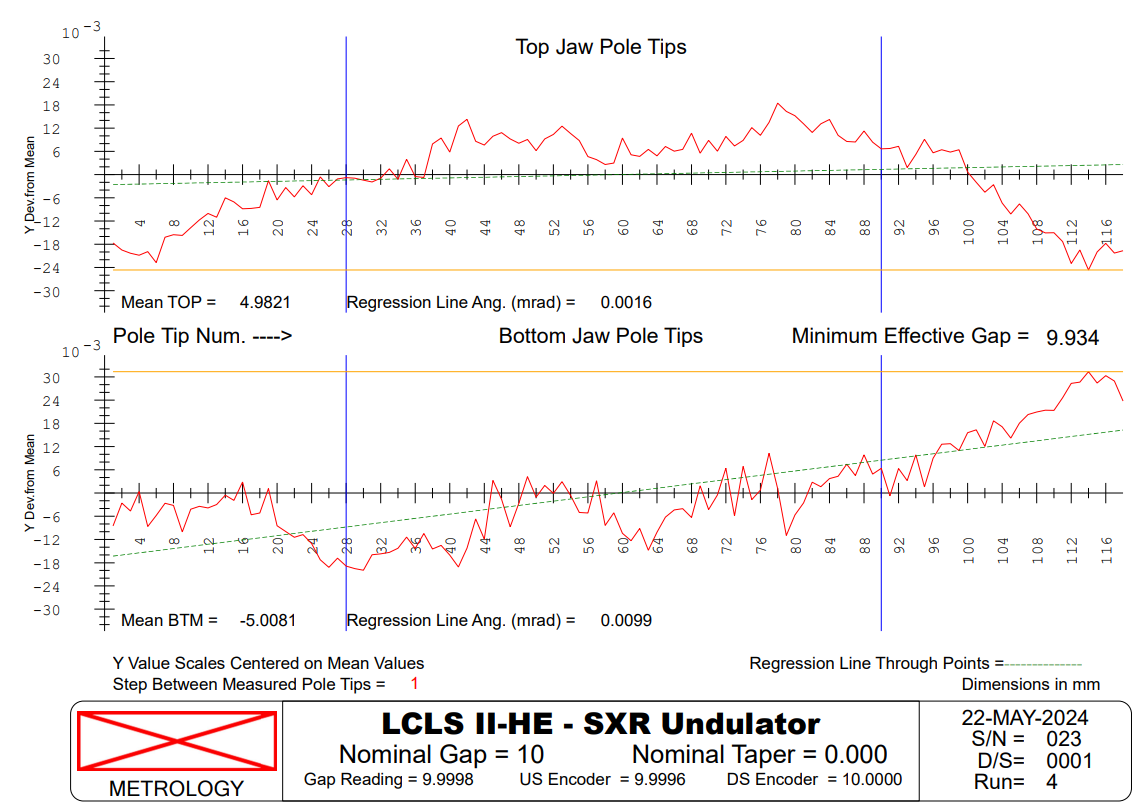 10 -3
Top Jaw Pole Tips
30
24
18
12
6
-6
-12
-18
-24
-30
Y Dev.from Mean
4 8 12 16 20 24 28 32 36 40 44 48 52 56 60 64 68 72 76 80 84 88 92 96 100 104 108 112 116
Mean TOP = 4.9821 Regression Line Ang. (mrad) = 0.0016
Pole Tip Num. ----> Bottom Jaw Pole Tips Minimum Effective Gap = 9.934
10 -3
30
24
18
12
6
-6
-12
-18
-24
-30
Y Dev.from Mean
4 8 12 16 20 24 28 32 36 40 44 48 52 56 60 64 68 72 76 80 84 88 92 96 100 104 108 112 116
Mean BTM = -5.0081 Regression Line Ang. (mrad) = 0.0099
Y Value Scales Centered on Mean Values Regression Line Through Points =---------------
Step Between Measured Pole Tips = 1 Dimensions in mm
METROLOGY
LCLS II-HE - SXR Undulator
Nominal Gap = 10 Nominal Taper = 0.000
Gap Reading = 9.9998 US Encoder = 9.9996 DS Encoder = 10.0000
22-MAY-2024
S/N = 023
D/S= 0001
Run= 4